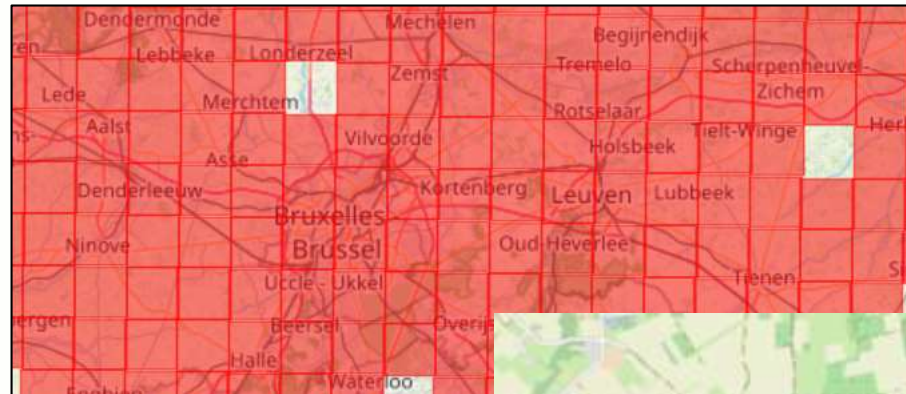 Dendermonde
Mechelen
Lebbeke
Londerzeel
Begijnendijk
Zemst
Tremelo
Scherpenheuvel-
Zichem
Lede
Merchtem
Rotselaar
Aalst
Vilvoorde
Tielt-Winge
Asse
Holsbeek
Denderleeuw
Kortenberg
Leuven
Lubbeek
Bruxelles -
Brussel
Ninove
Oud-Heverlee
Uccle - Ukkel
Tienen
Beersel
Halle
Waterloo